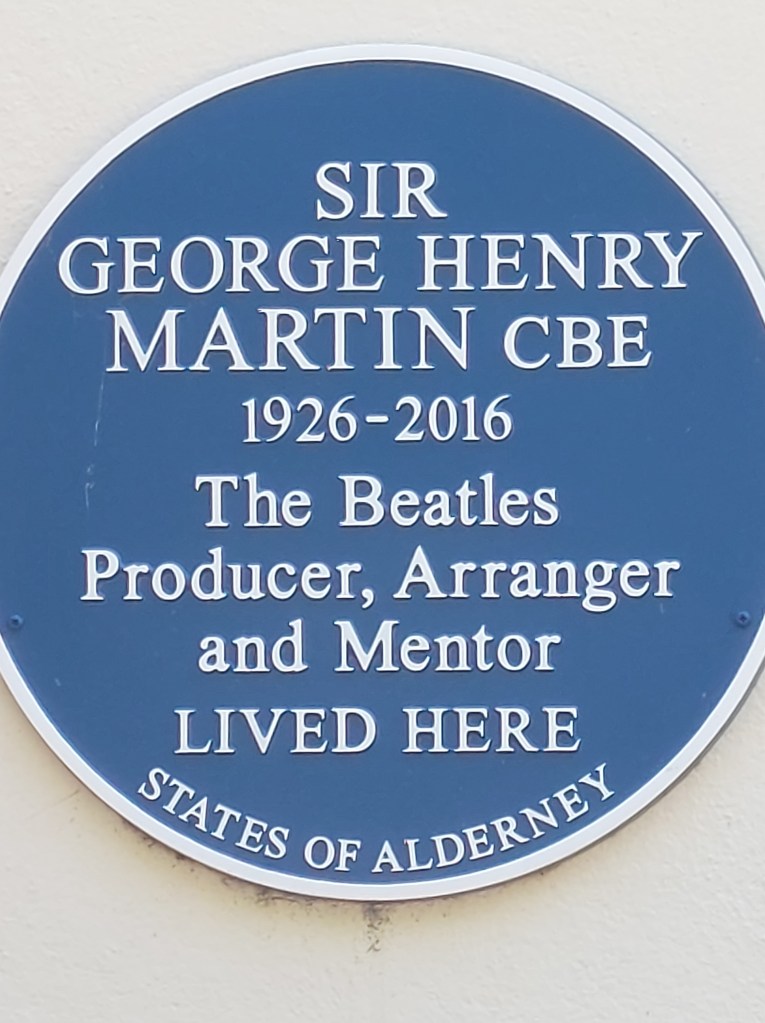 SIR
GEORGE HENRY
MARTIN CBE
1926-2016
The Beatles
Producer, Arranger
and Mentor
LIVED HERE
STATES OF ALDERNEY